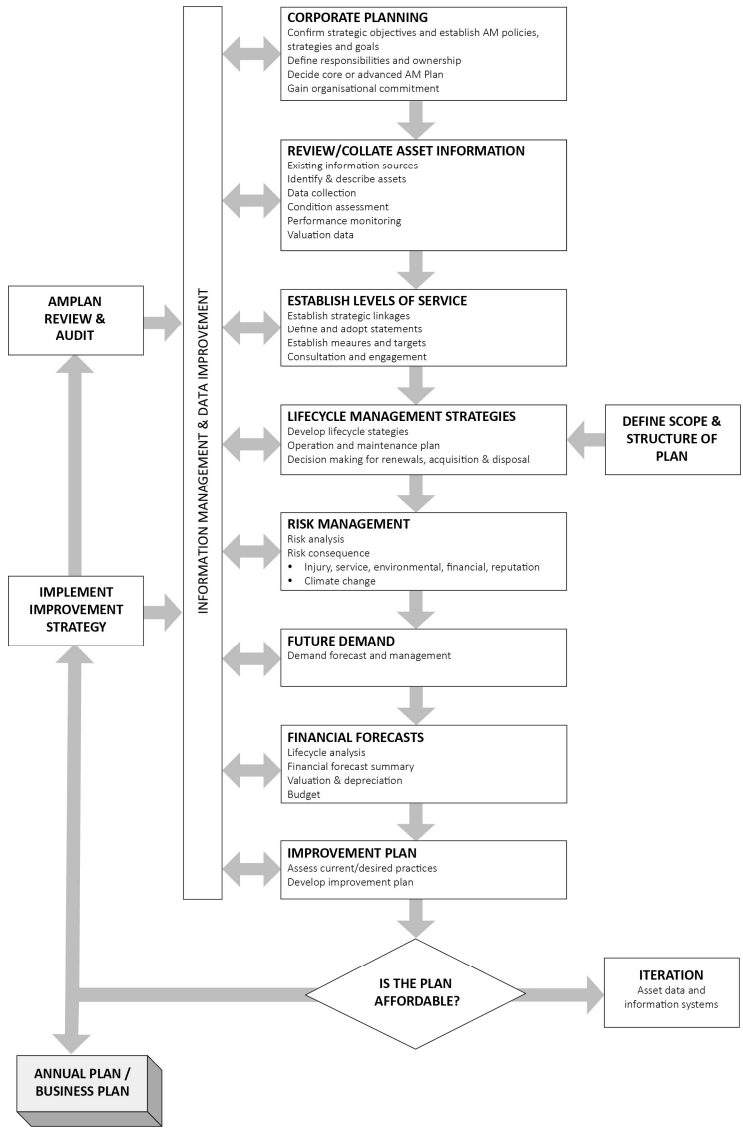 CORPORATE PLANNING
Confirm strategic objectives and establish AM policies,
strategies and goals
Define responsibilities and ownership
Decide core or advanced AM Plan
Gain organisational commitment
REVIEW/COLLATE ASSET INFORMATION
Existing information sources
Identify & describe assets
Data collection
Condition assessment
Performance monitoring
Valuation data
AMPLAN
REVIEW &
AUDIT
INFORMATION MANAGEMENT & DATA IMPROVEMENT
ESTABLISH LEVELS OF SERVICE
Establish strategic linkages
Define and adopt statements
Establish meaures and targets
Consultation and engagement
LIFECYCLE MANAGEMENT STRATEGIES
Develop lifecycle stategies
Operation and maintenance plan
Decision making for renewals, acquisition & disposal
DEFINE SCOPE &
STRUCTURE OF
PLAN
RISK MANAGEMENT
Risk analysis
Risk consequence
• Injury, service, environmental, financial, reputation
• Climate change
IMPLEMENT
IMPROVEMENT
STRATEGY
FUTURE DEMAND
Demand forecast and management
FINANCIAL FORECASTS
Lifecycle analysis
Financial forecast summary
Valuation & depreciation
Budget
IMPROVEMENT PLAN
Assess current/desired practices
Develop improvement plan
IS THE PLAN
AFFORDABLE?
ITERATION
Asset data and
information systems
ANNUAL PLAN /
BUSINESS PLAN